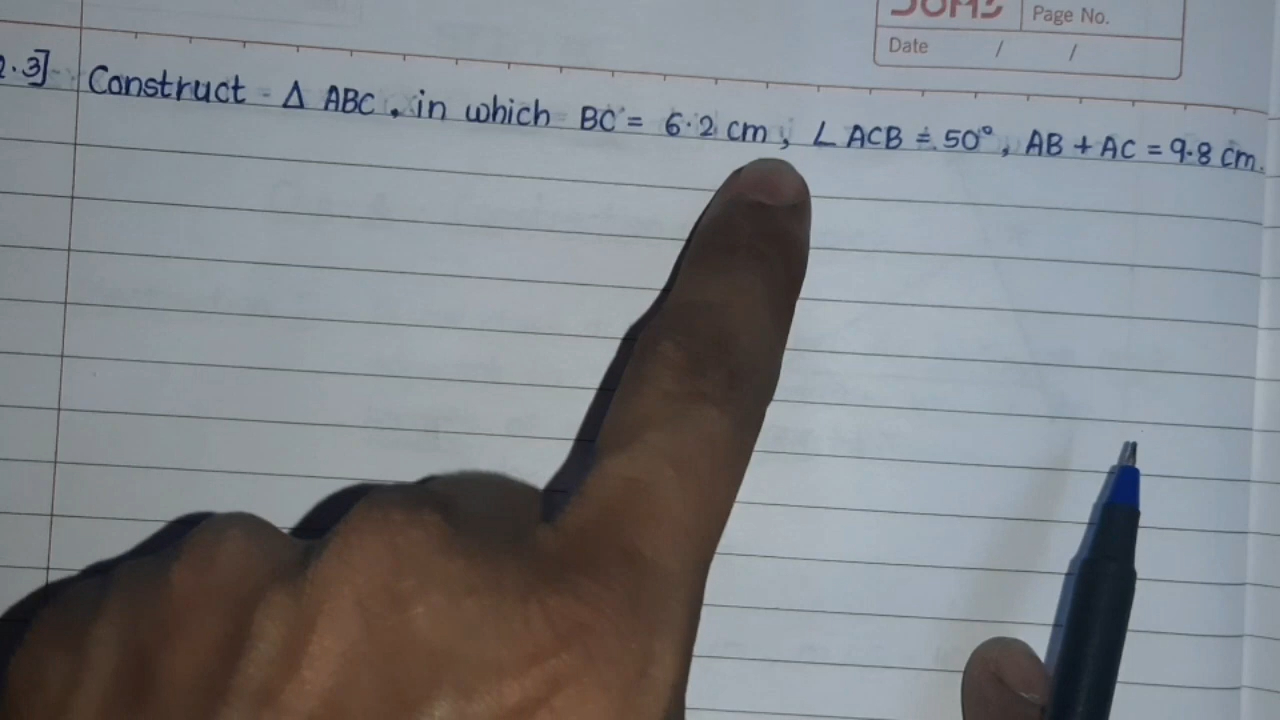 Page No.
Date / /
2.3] Construct Δ ABC, in which BC = 6.2 cm, ∠ ACB = 50°, AB + AC = 9.8 cm.